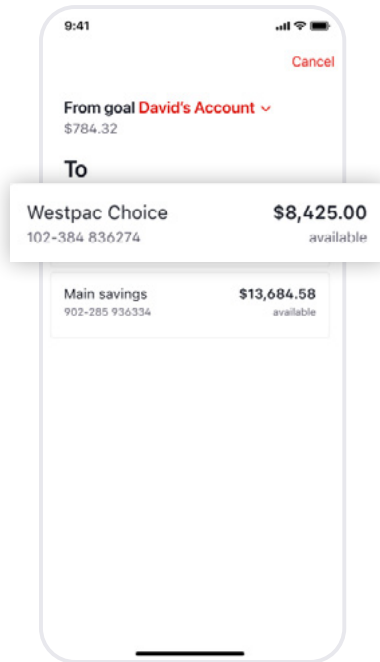 9:41
Cancel
From goal David's Account
$784.32
To
Westpac Choice $8,425.00
102-384 836274 available
Main savings $13,684.58
902-285 936334 available